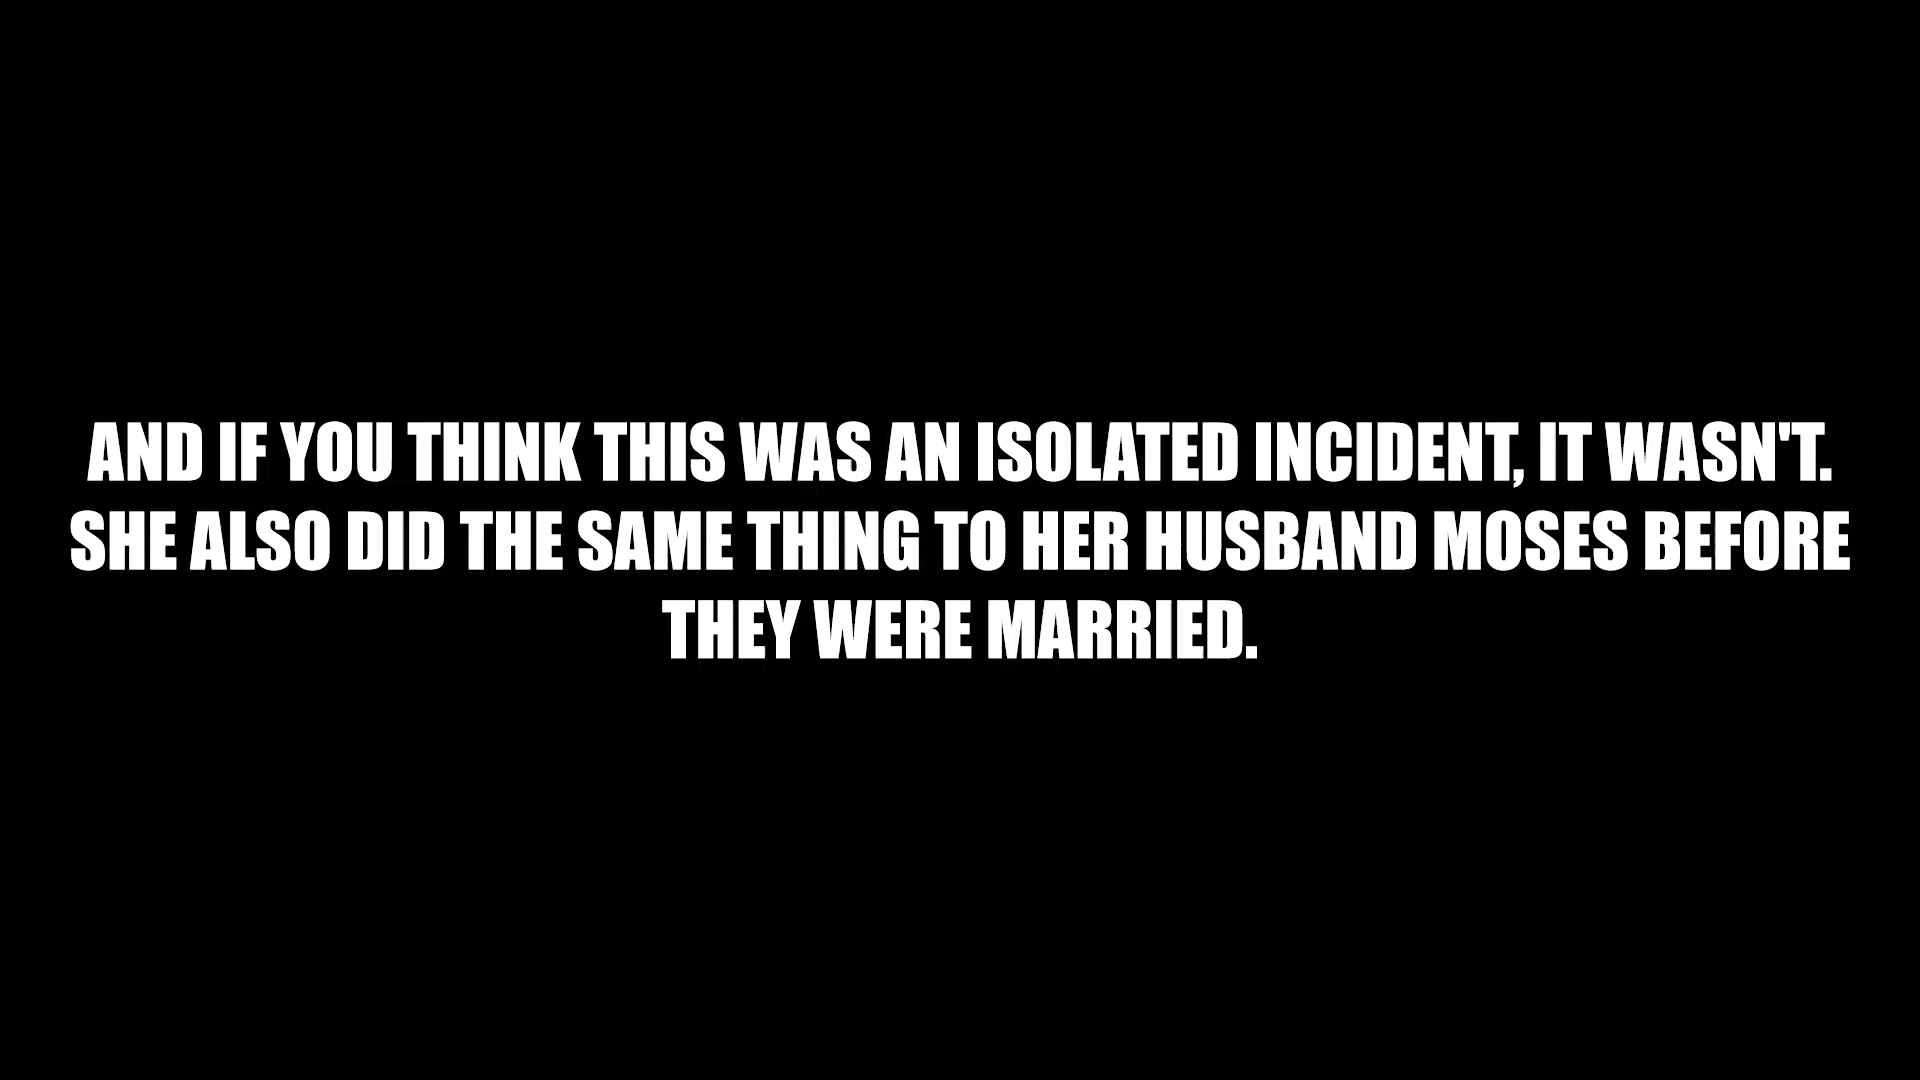 AND IF YOU THINK THIS WAS AN ISOLATED INCIDENT, IT WASN'T.
SHE ALSO DID THE SAME THING TO HER HUSBAND MOSES BEFORE
THEY WERE MARRIED.